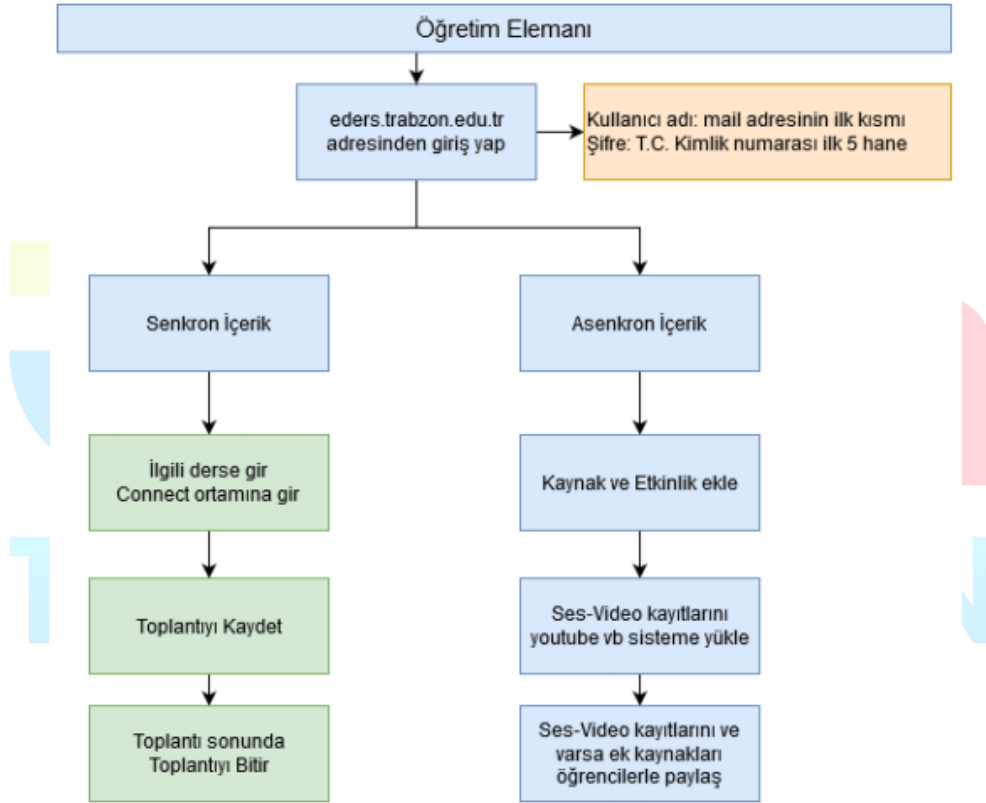 Öğretim Elemanı
eders.trabzon.edu.tr
adresinden giriş yap
Kullanıcı adı: mail adresinin ilk kısmı
Şifre: T.C. Kimlik numarası ilk 5 hane
Senkron İçerik
Asenkron İçerik
İlgili derse gir
Connect ortamına gir
Kaynak ve Etkinlik ekle
Toplantıyı Kaydet
Ses-Video kayıtlarını
youtube vb sisteme yükle
Toplantı sonunda
Toplantıyı Bitir
Ses-Video kayıtlarını ve
varsa ek kaynakları
öğrencilerle paylaş